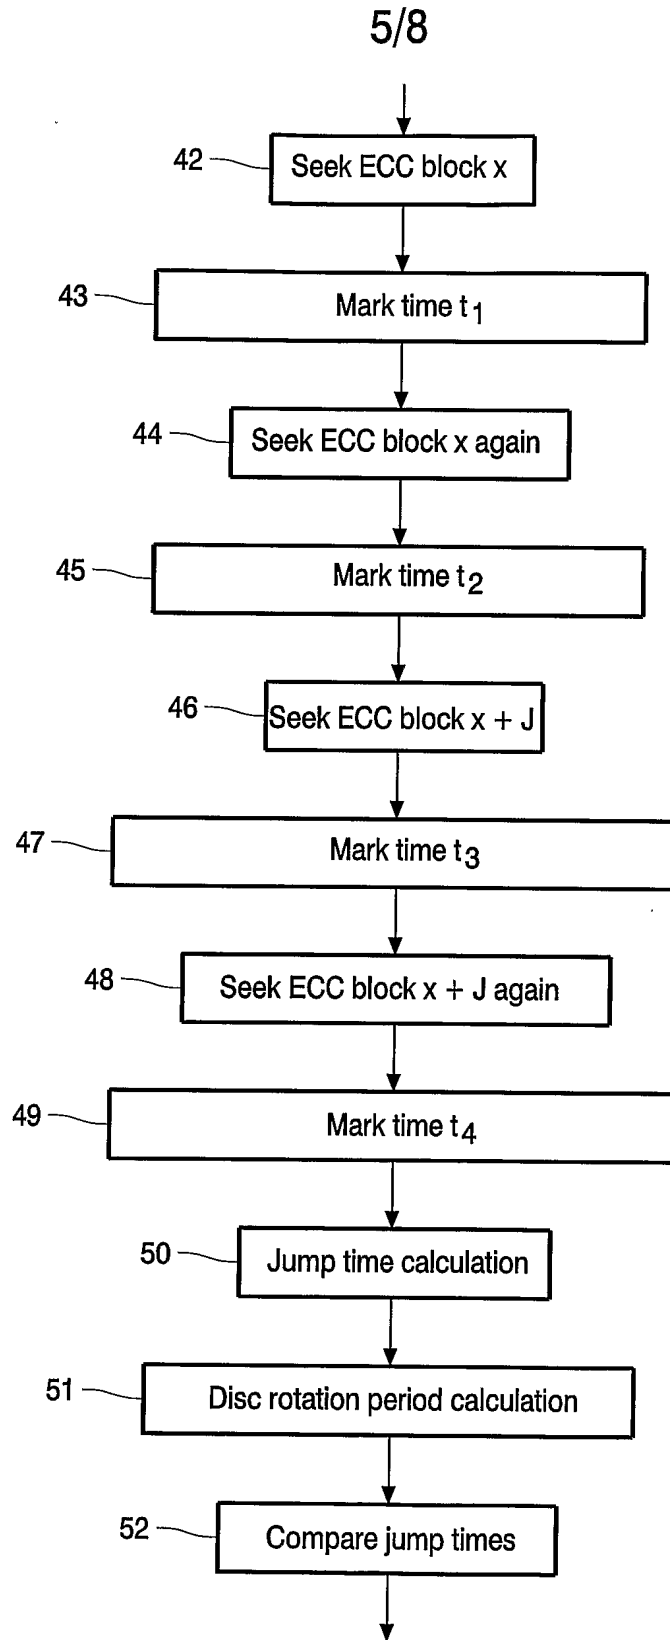 5/8
42
Seek ECC block x
43
Mark time t1
44
Seek ECC block x again
45
Mark time t2
46
Seek ECC block x + J
47
Mark time t3
48
Seek ECC block x + J again
49
Mark time t4
50
Jump time calculation
51
Disc rotation period calculation
52
Compare jump times